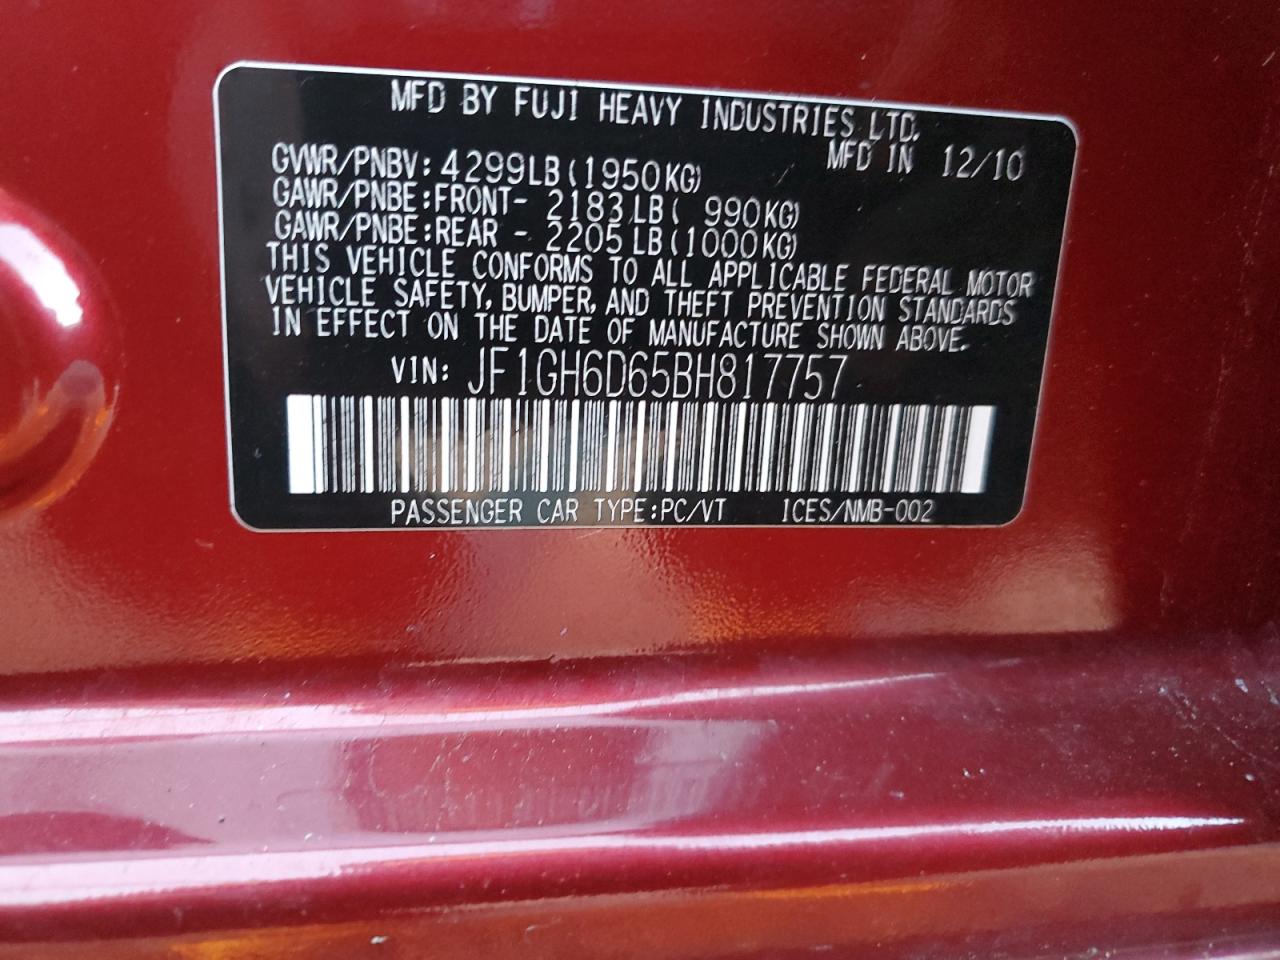 MFD BY FUJI HEAVY INDUSTRIES LTD.
MFD IN 12/10
GVWR/PNBV: 4299LB (1950KG)
GAWR/PNBE:FRONT- 2183LB( 990KG)
GAWR/PNBE:REAR - 2205LB(1000KG)
THIS VEHICLE CONFORMS TO ALL APPLICABLE FEDERAL MOTOR
VEHICLE SAFETY, BUMPER, AND THEFT PREVENTION STANDARDS
IN EFFECT ON THE DATE OF MANUFACTURE SHOWN ABOVE.
VIN: JF1GH6D65BH817757
PASSENGER CAR TYPE:PC/VT ICES/NMB-002